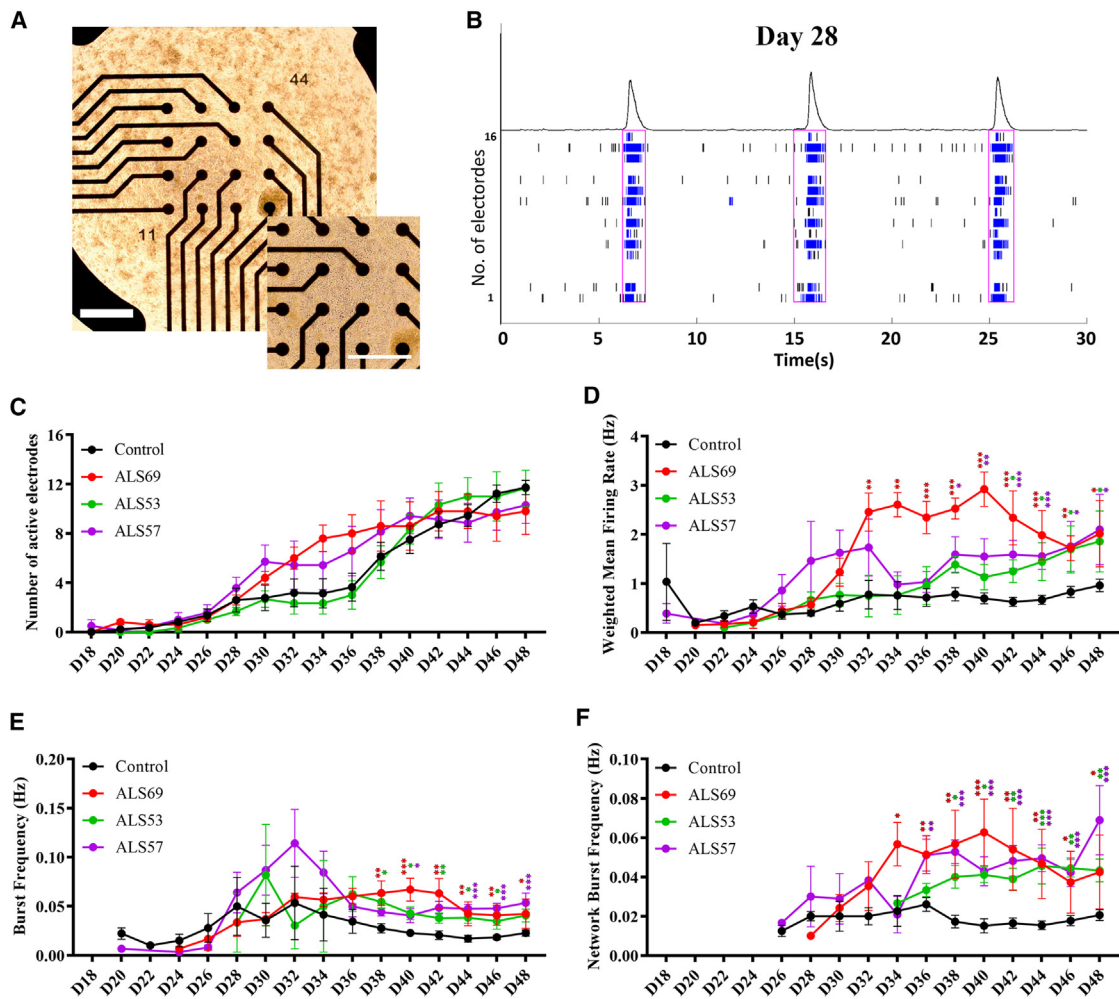 A
44
11
B
Day 28
16
No. of electordes
1
0 5 10 15 20 25 30
Time(s)
C
Number of active electrodes
16
12
8
4
0
Control
ALS69
ALS53
ALS57
D18 D20 D22 D24 D26 D28 D30 D32 D34 D36 D38 D40 D42 D44 D46 D48
D
Weighted Mean Firing Rate (Hz)
4
3
2
1
0
Control
ALS69
ALS53
ALS57
D18 D20 D22 D24 D26 D28 D30 D32 D34 D36 D38 D40 D42 D44 D46 D48
E
Burst Frequency (Hz)
0.20
0.15
0.10
0.05
0.00
Control
ALS69
ALS53
ALS57
D18 D20 D22 D24 D26 D28 D30 D32 D34 D36 D38 D40 D42 D44 D46 D48
F
Network Burst Frequency (Hz)
0.10
0.08
0.06
0.04
0.02
0.00
Control
ALS69
ALS53
ALS57
D18 D20 D22 D24 D26 D28 D30 D32 D34 D36 D38 D40 D42 D44 D46 D48